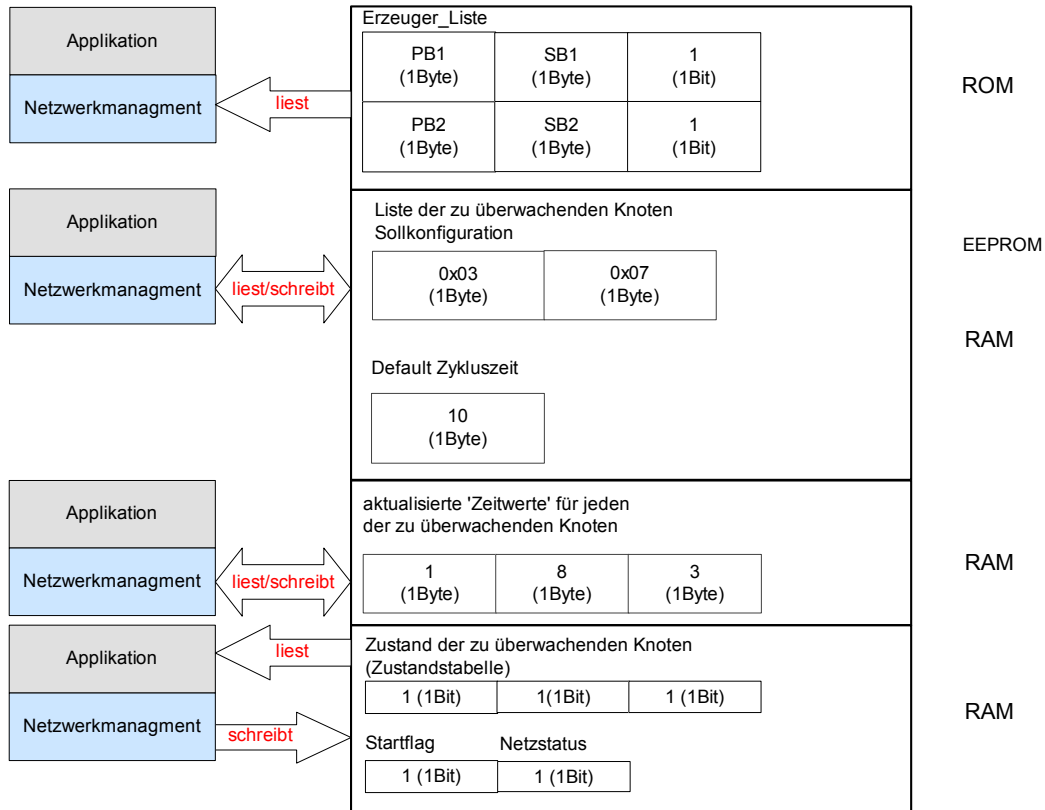 Applikation
Netzwerkmanagment
liest
Erzeuger_Liste
PB1
(1Byte)
SB1
(1Byte)
1
(1Bit)
PB2
(1Byte)
SB2
(1Byte)
1
(1Bit)
ROM
Applikation
Netzwerkmanagment
liest/schreibt
Liste der zu überwachenden Knoten
Sollkonfiguration
0x03
(1Byte)
0x07
(1Byte)
Default Zykluszeit
10
(1Byte)
EEPROM
RAM
Applikation
Netzwerkmanagment
liest/schreibt
aktualisierte 'Zeitwerte' für jeden
der zu überwachenden Knoten
1
(1Byte)
8
(1Byte)
3
(1Byte)
RAM
Applikation
Netzwerkmanagment
liest
schreibt
Zustand der zu überwachenden Knoten
(Zustandstabelle)
1 (1Bit)
1(1Bit)
1 (1Bit)
Startflag
Netzstatus
1 (1Bit)
1 (1Bit)
RAM